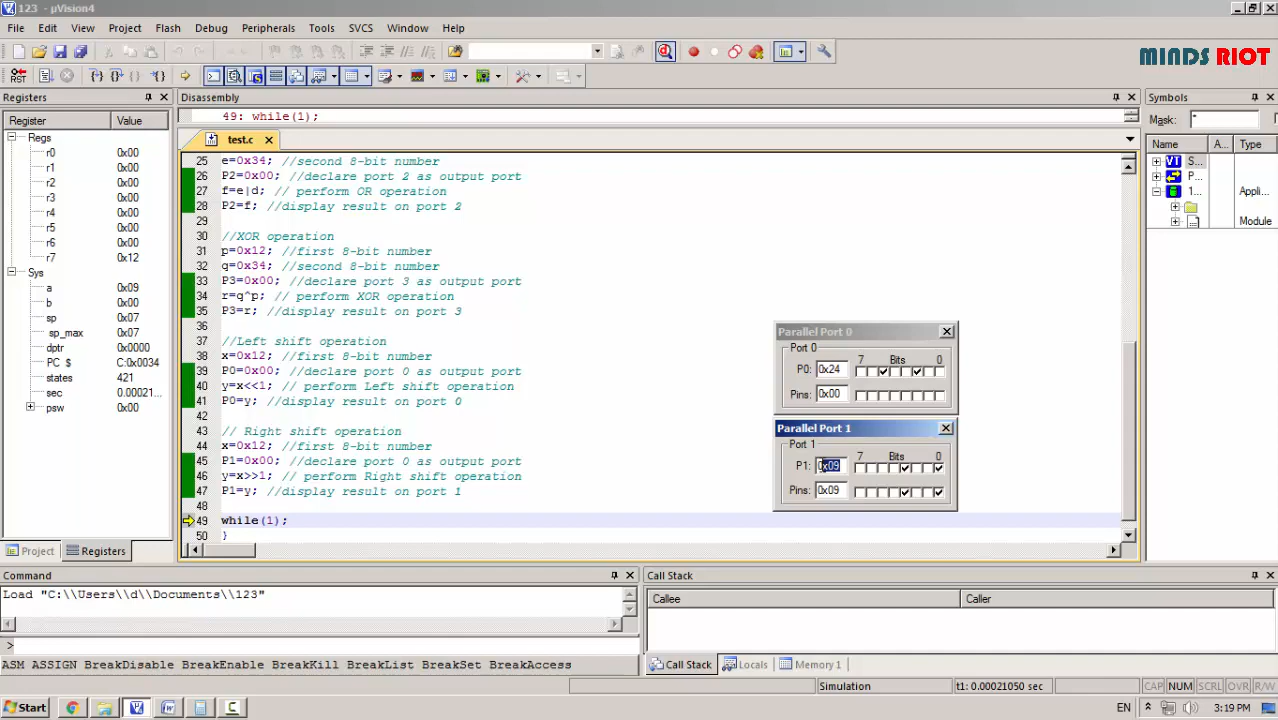 123 - µVision4
File Edit View Project Flash Debug Peripherals Tools SVCS Window Help
MINDS RIOT
RST
Registers
Register Value
Regs
r0 0x00
r1 0x00
r2 0x00
r3 0x00
r4 0x00
r5 0x00
r6 0x00
r7 0x12
Sys
a 0x09
b 0x00
sp 0x07
sp_max 0x07
dptr 0x0000
PC $ C:0x0034
states 421
sec 0.00021...
psw 0x00
Project Registers
Disassembly
49: while(1);
test.c
25 e=0x34; //second 8-bit number
26 P2=0x00; //declare port 2 as output port
27 f=e|d; // perform OR operation
28 P2=f; //display result on port 2
29
30 //XOR operation
31 p=0x12; //first 8-bit number
32 q=0x34; //second 8-bit number
33 P3=0x00; //declare port 3 as output port
34 r=q^p; // perform XOR operation
35 P3=r; //display result on port 3
36
37 //Left shift operation
38 x=0x12; //first 8-bit number
39 P0=0x00; //declare port 0 as output port
40 y=x<<1; // perform Left shift operation
41 P0=y; //display result on port 0
42
43 // Right shift operation
44 x=0x12; //first 8-bit number
45 P1=0x00; //declare port 0 as output port
46 y=x>>1; // perform Right shift operation
47 P1=y; //display result on port 1
48
49 while(1);
50 }
Parallel Port 0
Port 0
7 Bits 0
P0: 0x24
Pins: 0x00
Parallel Port 1
Port 1
7 Bits 0
P1: 0x09
Pins: 0x09
Symbols
Mask: *
Name A... Type
S...
P...
1... Appli...
Module
Command
Load "C:\\Users\\d\\Documents\\123"
>
ASM ASSIGN BreakDisable BreakEnable BreakKill BreakList BreakSet BreakAccess
Call Stack
Callee Caller
Call Stack Locals Memory 1
Simulation t1: 0.00021050 sec CAP NUM SCRL OVR R/W
Start EN 3:19 PM